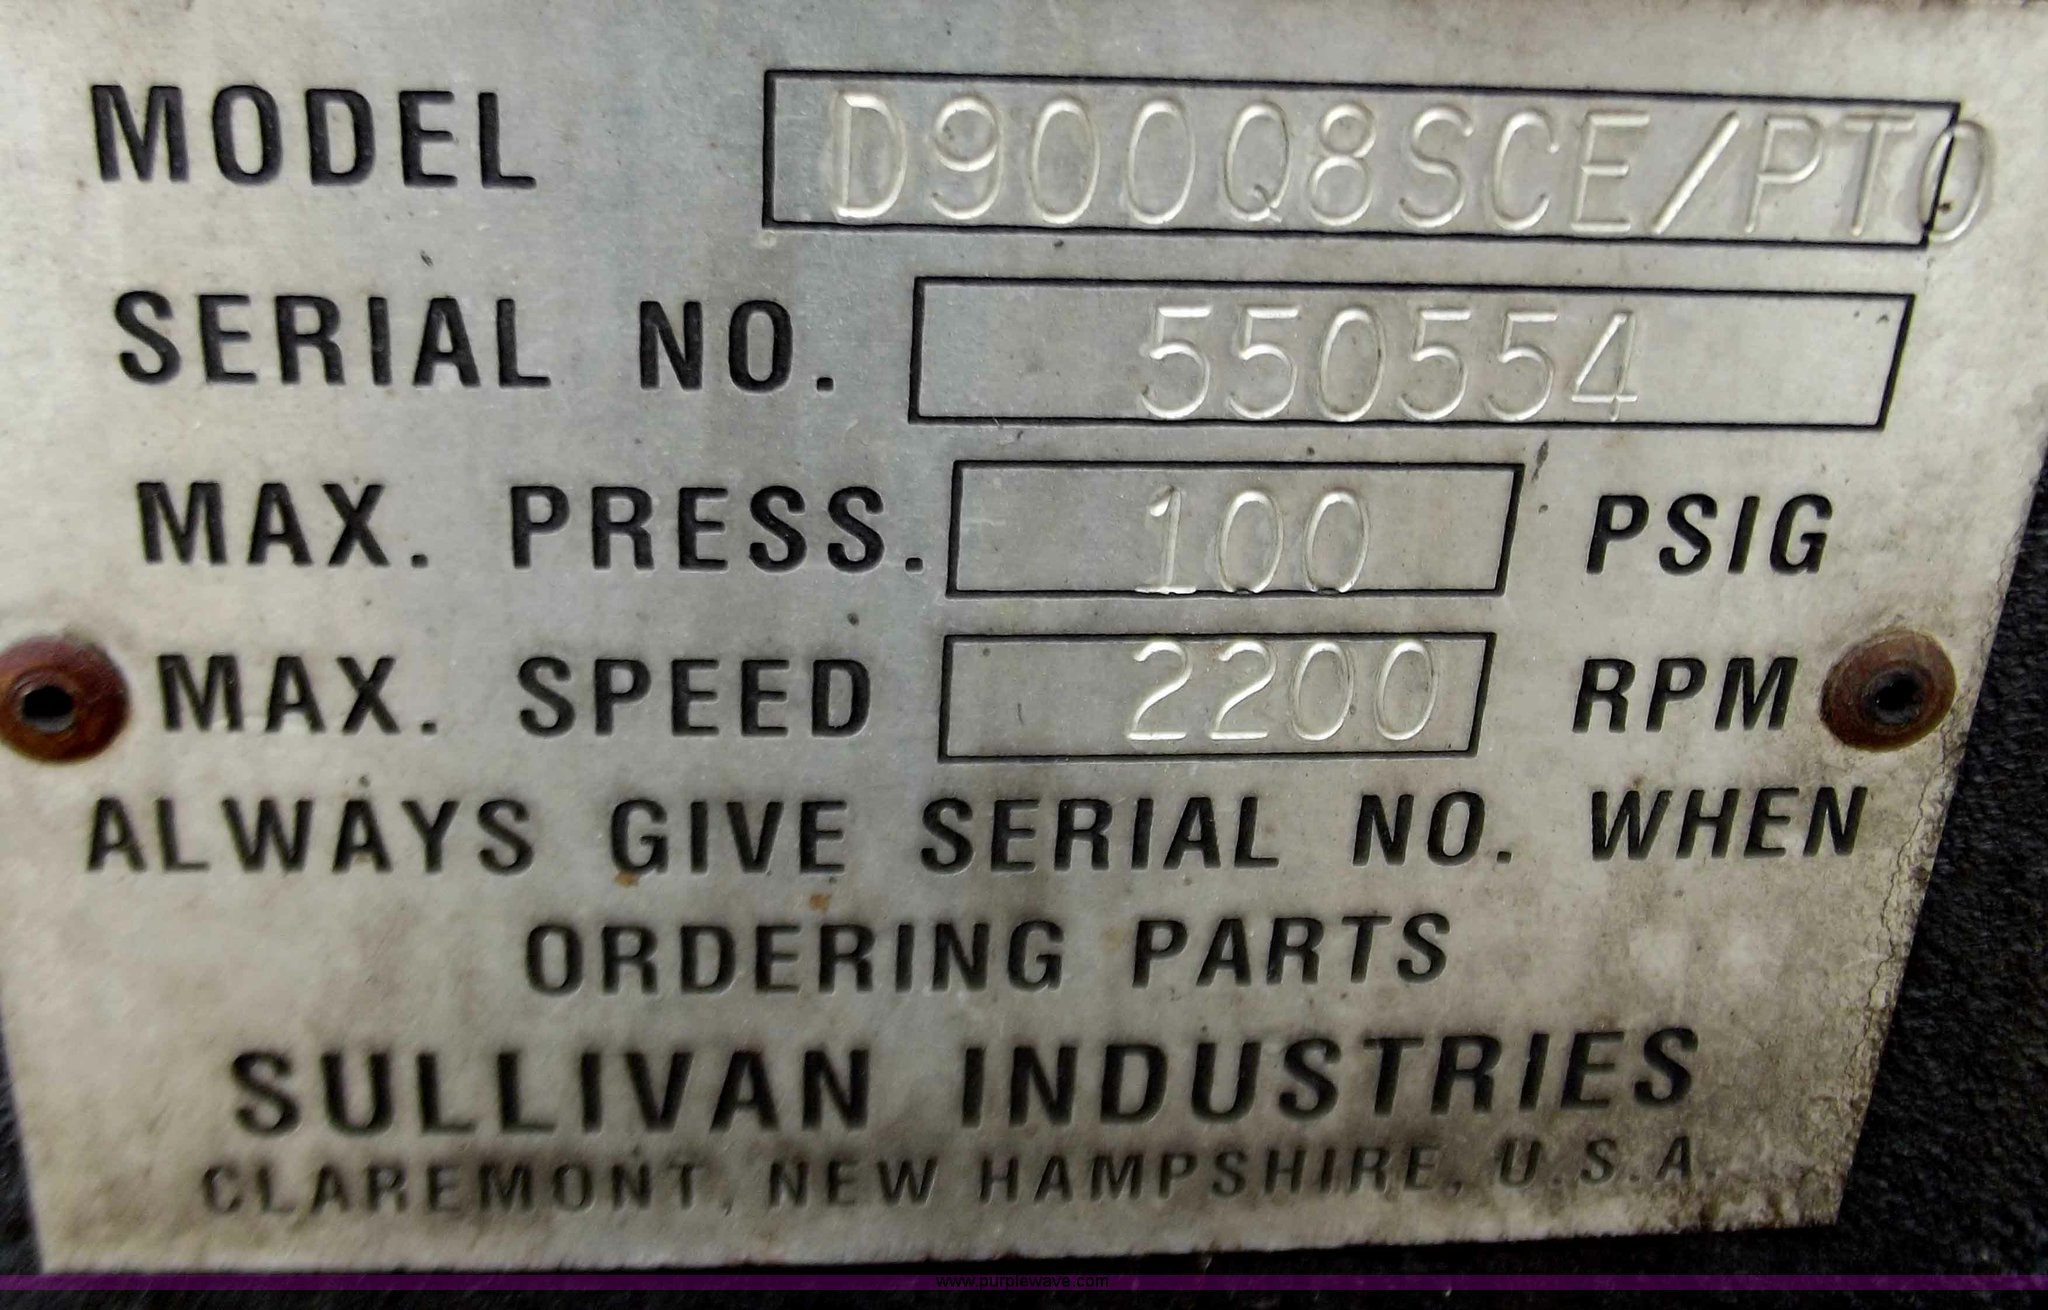 MODEL D900Q8SCE/PTO
SERIAL NO. 550554
MAX. PRESS. 100 PSIG
MAX. SPEED 2200 RPM
ALWAYS GIVE SERIAL NO. WHEN
ORDERING PARTS
SULLIVAN INDUSTRIES
CLAREMONT, NEW HAMPSHIRE, U.S.A.
www.purplewave.com